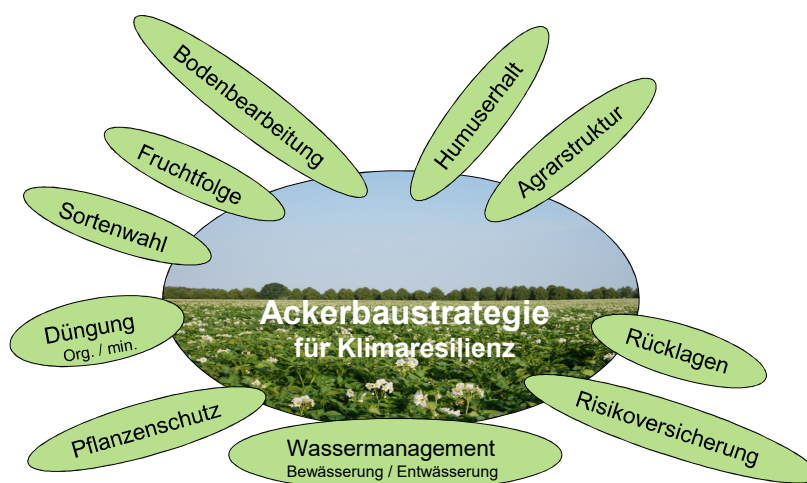 Bodenbearbeitung
Humuserhalt
Agrarstruktur
Fruchtfolge
Sortenwahl
Ackerbaustrategie
für Klimaresilienz
Düngung
Org. / min.
Rücklagen
Pflanzenschutz
Risikoversicherung
Wassermanagement
Bewässerung / Entwässerung